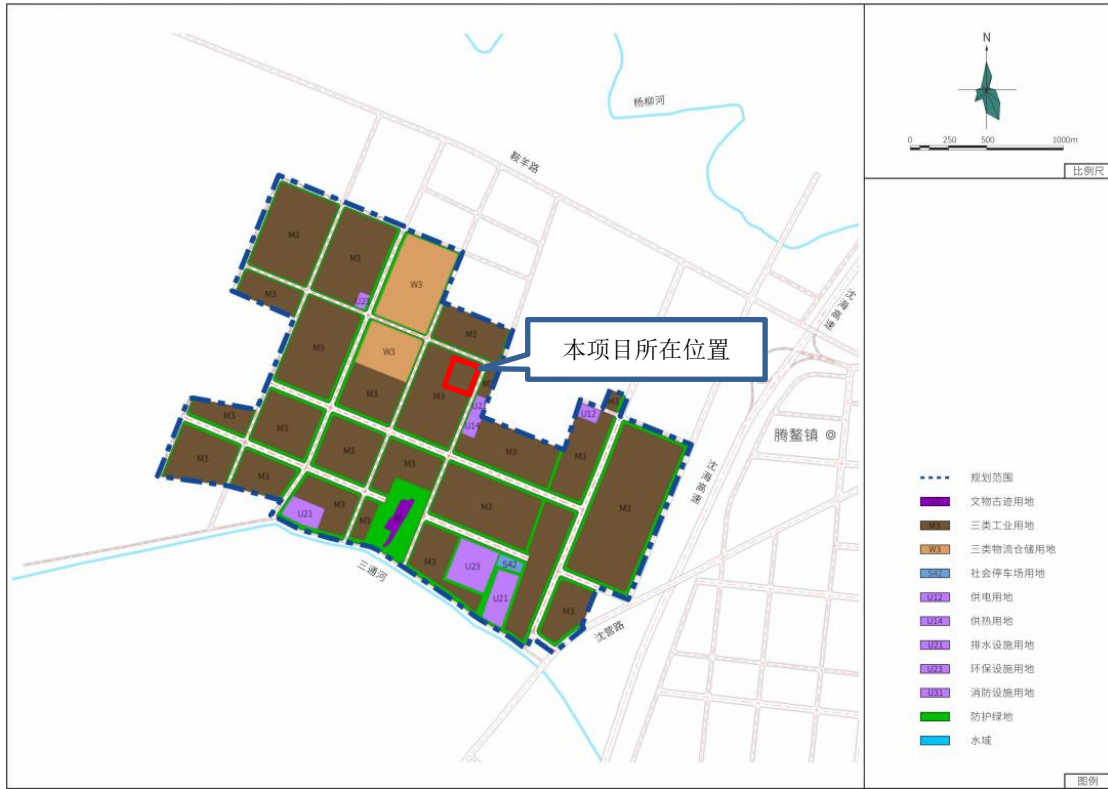 N
0 250 500 1000m
比例尺
杨柳河
鞍羊路
沈海高速
M3
M3
W3
M3
U23
M3
M3
W3
M3
M3
M3
M3
U14
U12
M3
腾鳌镇
本项目所在位置
M3
M3
M3
M3
M3
M3
M3
M3
沈海高速
M3
M3
U21
M3
M3
M3
M3
U23
S42
U21
M3
三通河
沈营路
规划范围
A7 文物古迹用地
M3 三类工业用地
W3 三类物流仓储用地
S42 社会停车场用地
U12 供电用地
U14 供热用地
U21 排水设施用地
U23 环保设施用地
U31 消防设施用地
防护绿地
水域
图例